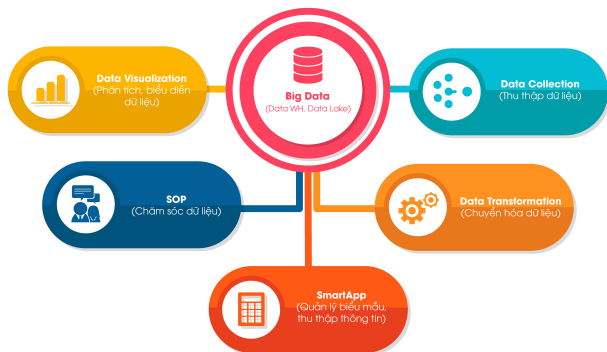 Data Visualization
(Phân tích, biểu diễn
dữ liệu)
Big Data
(Data WH, Data Lake)
Data Collection
(Thu thập dữ liệu)
SOP
(Chăm sóc dữ liệu)
Data Transformation
(Chuyển hóa dữ liệu)
SmartApp
(Quản lý biểu mẫu,
thu thập thông tin)